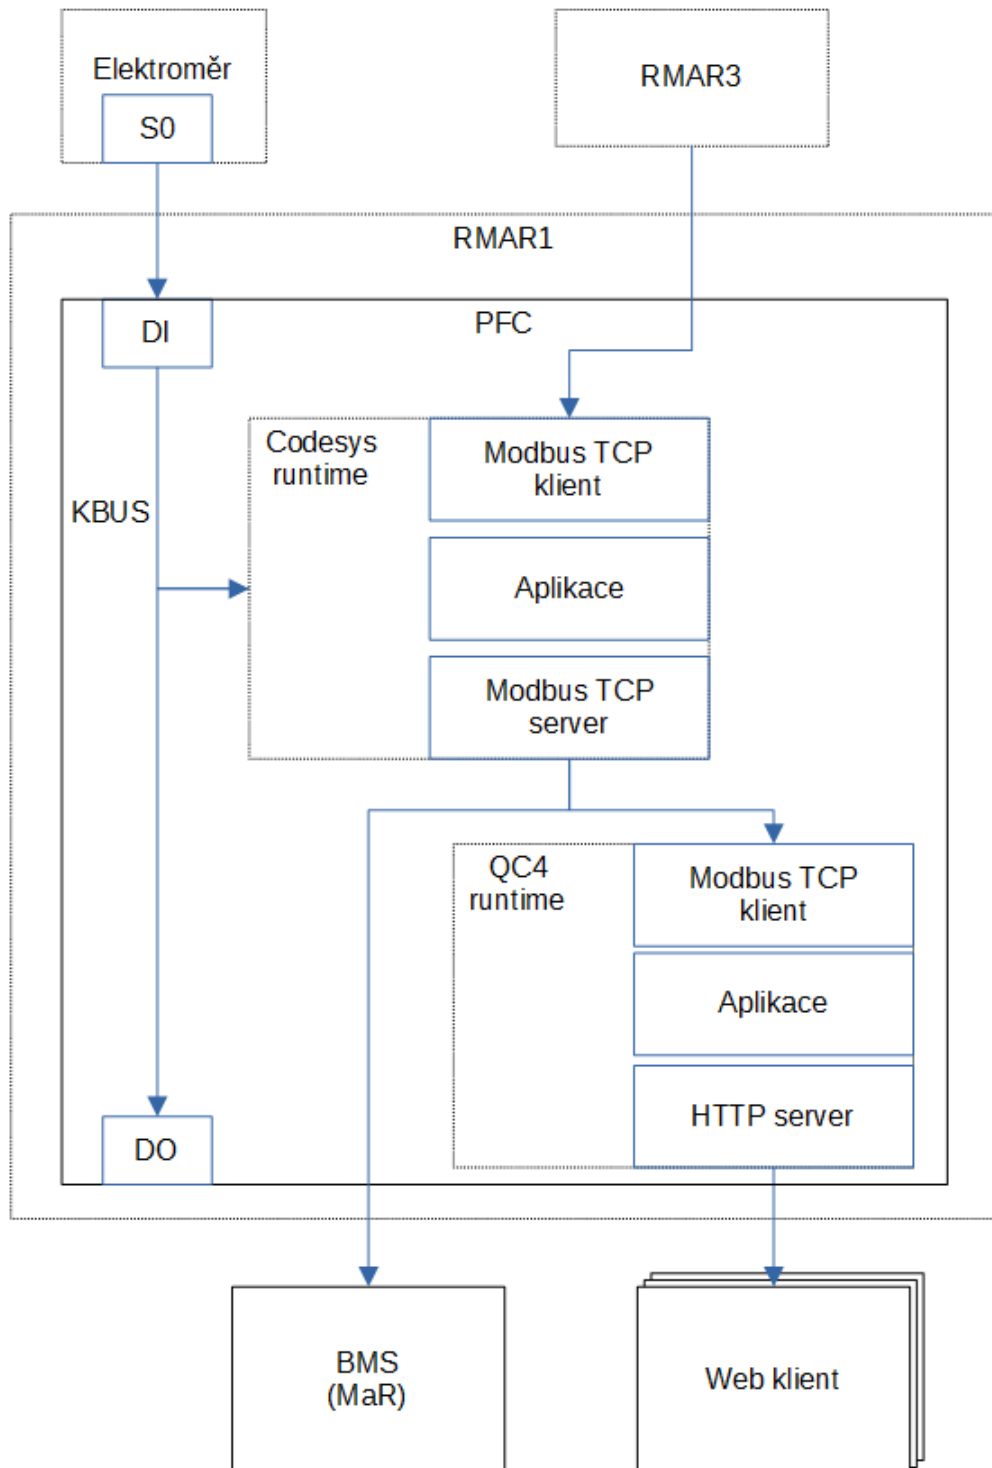 Elektroměr
S0
RMAR3
RMAR1
DI
PFC
Codesys
runtime
Modbus TCP
klient
KBUS
Aplikace
Modbus TCP
server
QC4
runtime
Modbus TCP
klient
Aplikace
HTTP server
DO
BMS
(MaR)
Web klient